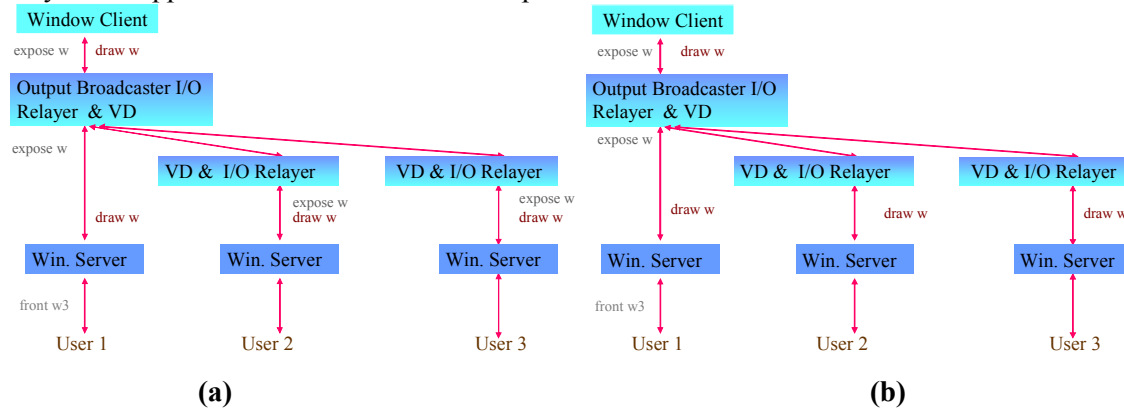 Window Client
expose w
draw w
Output Broadcaster I/O
Relayer & VD
expose w
VD & I/O Relayer
VD & I/O Relayer
expose w
draw w
expose w
draw w
draw w
Win. Server
Win. Server
Win. Server
front w3
User 1
User 2
User 3
(a)
Window Client
expose w
draw w
Output Broadcaster I/O
Relayer & VD
expose w
VD & I/O Relayer
VD & I/O Relayer
draw w
draw w
draw w
Win. Server
Win. Server
Win. Server
front w3
User 1
User 2
User 3
(b)